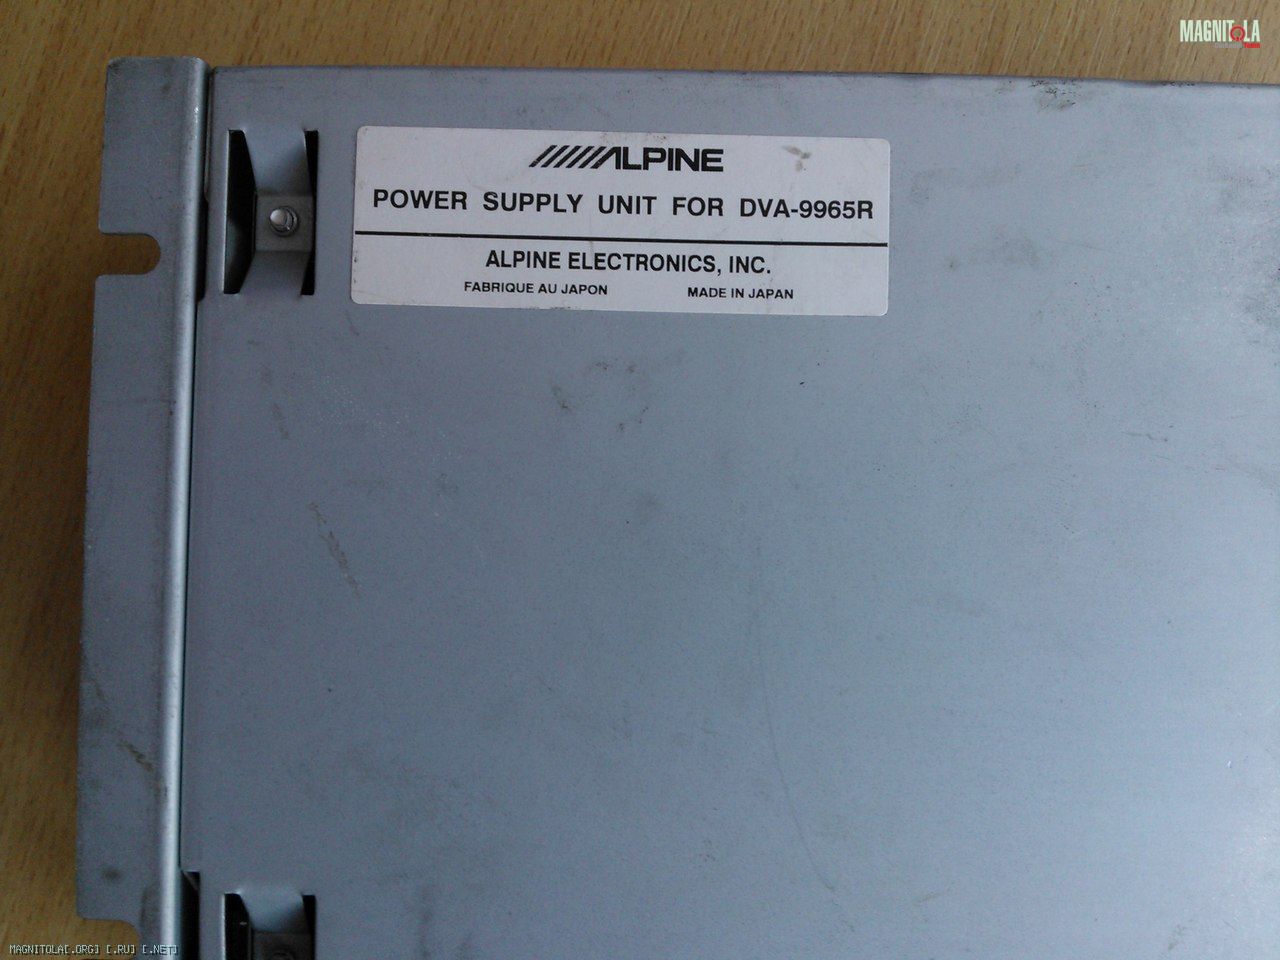 MAGNITOLA
ALPINE
POWER SUPPLY UNIT FOR DVA-9965R
ALPINE ELECTRONICS, INC.
FABRIQUE AU JAPON MADE IN JAPAN
MAGNITOLA[.ORG] [.RU] [.NET]